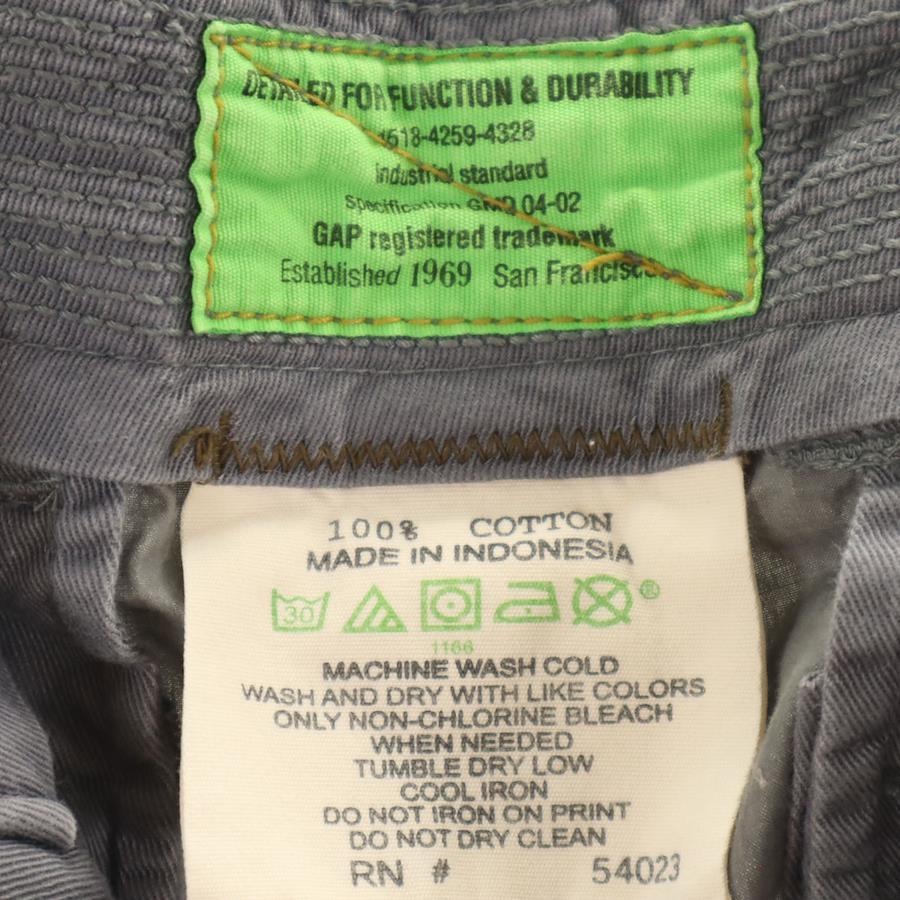 DETAILED FOR FUNCTION & DURABILITY
1518-4259-4328
Industrial standard
Specification 04-02
GAP registered trademark
Established 1969 San Francisco
100% COTTON
MADE IN INDONESIA
30 ®
1166
MACHINE WASH COLD
WASH AND DRY WITH LIKE COLORS
ONLY NON-CHLORINE BLEACH
WHEN NEEDED
TUMBLE DRY LOW
COOL IRON
DO NOT IRON ON PRINT
DO NOT DRY CLEAN
RN # 54023